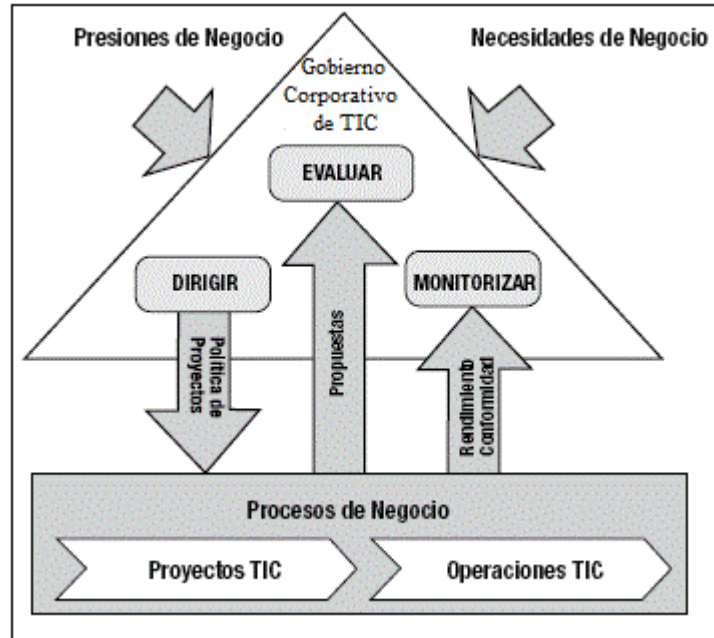 Presiones de Negocio
Necesidades de Negocio
Gobierno
Corporativo
de TIC
EVALUAR
DIRIGIR
MONITORIZAR
Política de
Proyectos
Propuestas
Rendimiento
Conformidad
Procesos de Negocio
Proyectos TIC
Operaciones TIC